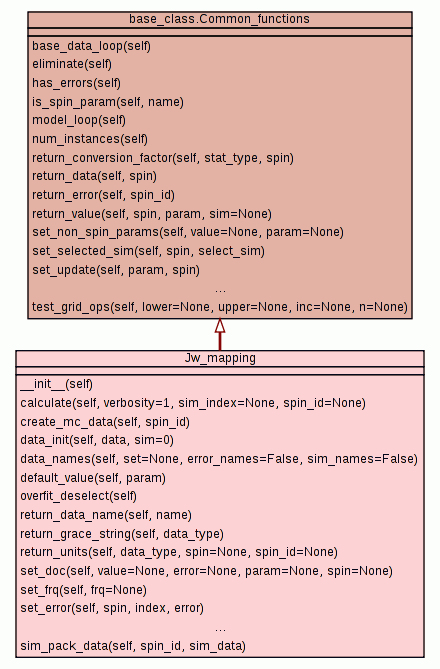 base_class.Common_functions
base_data_loop(self)
eliminate(self)
has_errors(self)
is_spin_param(self, name)
model_loop(self)
num_instances(self)
return_conversion_factor(self, stat_type, spin)
return_data(self, spin)
return_error(self, spin_id)
return_value(self, spin, param, sim=None)
set_non_spin_params(self, value=None, param=None)
set_selected_sim(self, spin, select_sim)
set_update(self, param, spin)
...
test_grid_ops(self, lower=None, upper=None, inc=None, n=None)
Jw_mapping
__init__(self)
calculate(self, verbosity=1, sim_index=None, spin_id=None)
create_mc_data(self, spin_id)
data_init(self, data, sim=0)
data_names(self, set=None, error_names=False, sim_names=False)
default_value(self, param)
overfit_deselect(self)
return_data_name(self, name)
return_grace_string(self, data_type)
return_units(self, data_type, spin=None, spin_id=None)
set_doc(self, value=None, error=None, param=None, spin=None)
set_frq(self, frq=None)
set_error(self, spin, index, error)
...
sim_pack_data(self, spin_id, sim_data)